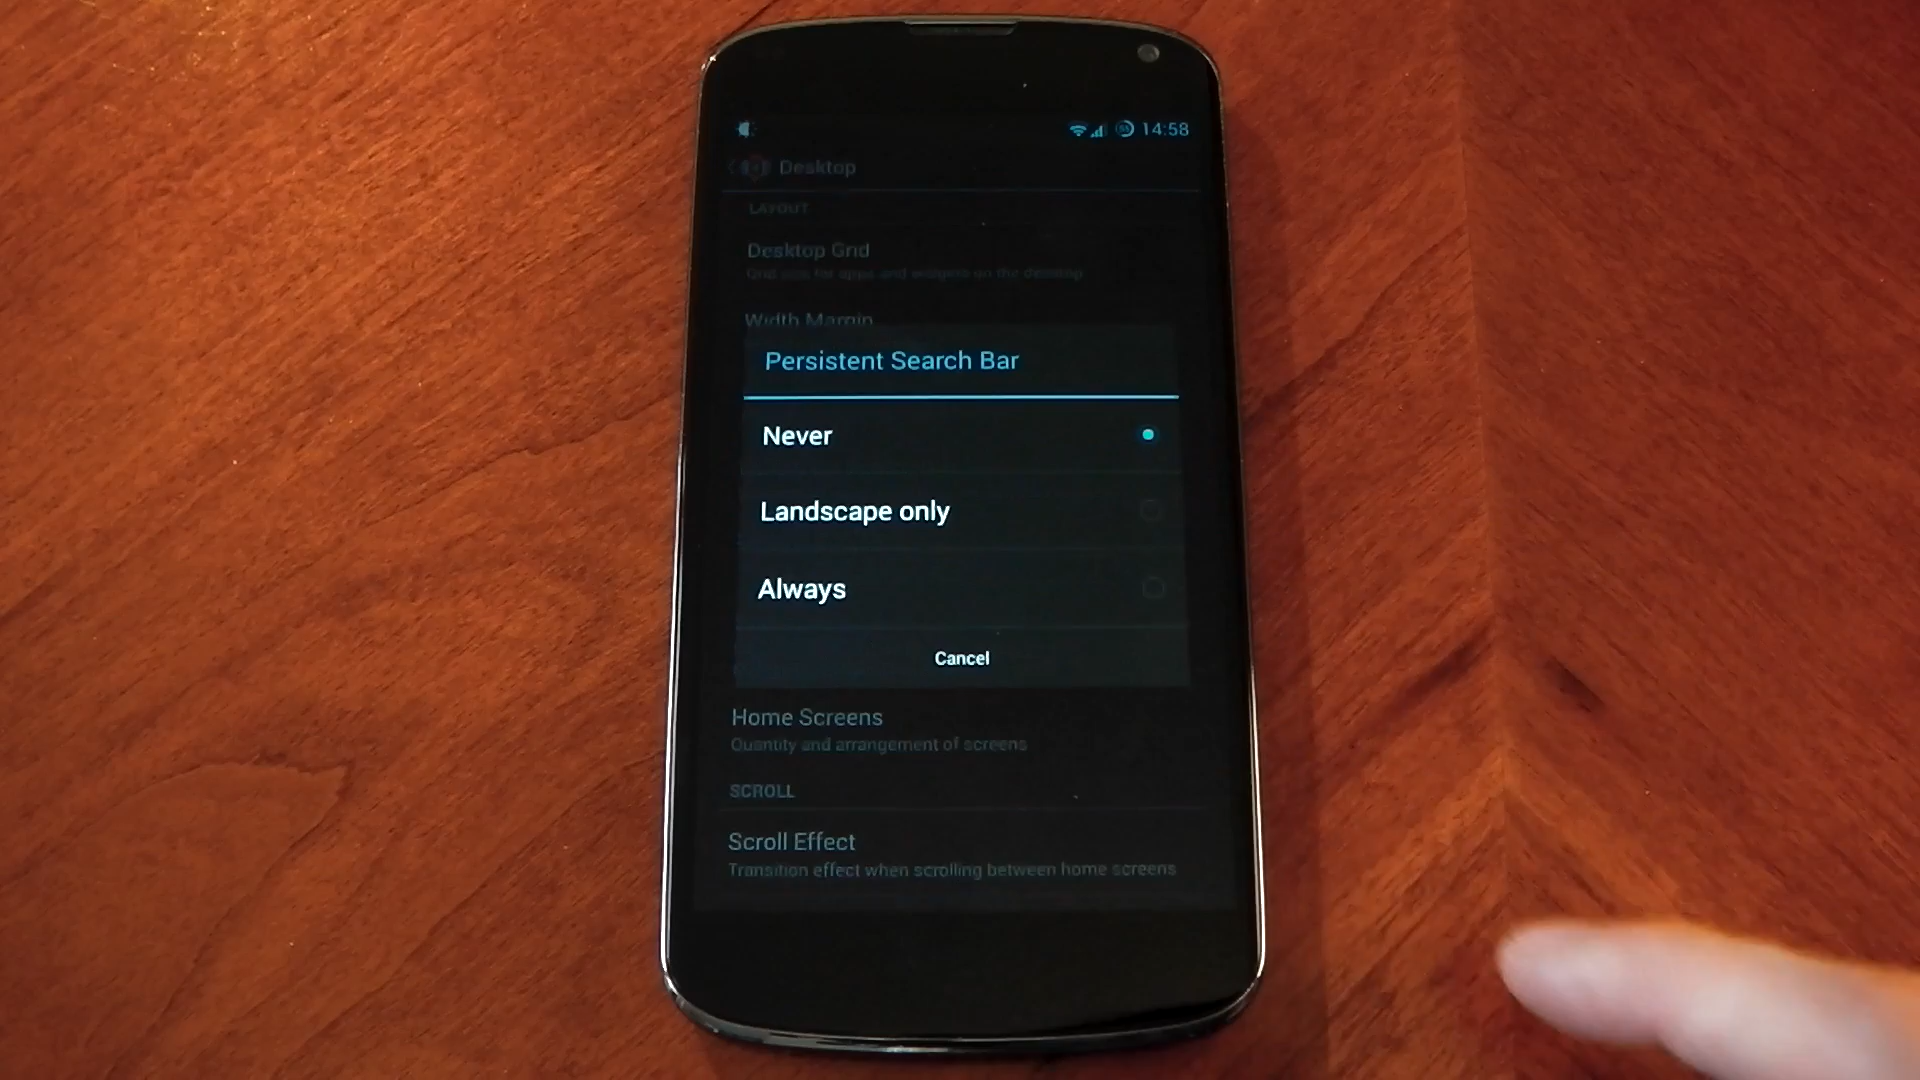 14:58
Desktop
LAYOUT
Desktop Grid
Grid size for apps and widgets on the desktop
Width Margin
Persistent Search Bar
Never
Landscape only
Always
Cancel
Home Screens
Quantity and arrangement of screens
SCROLL
Scroll Effect
Transition effect when scrolling between home screens